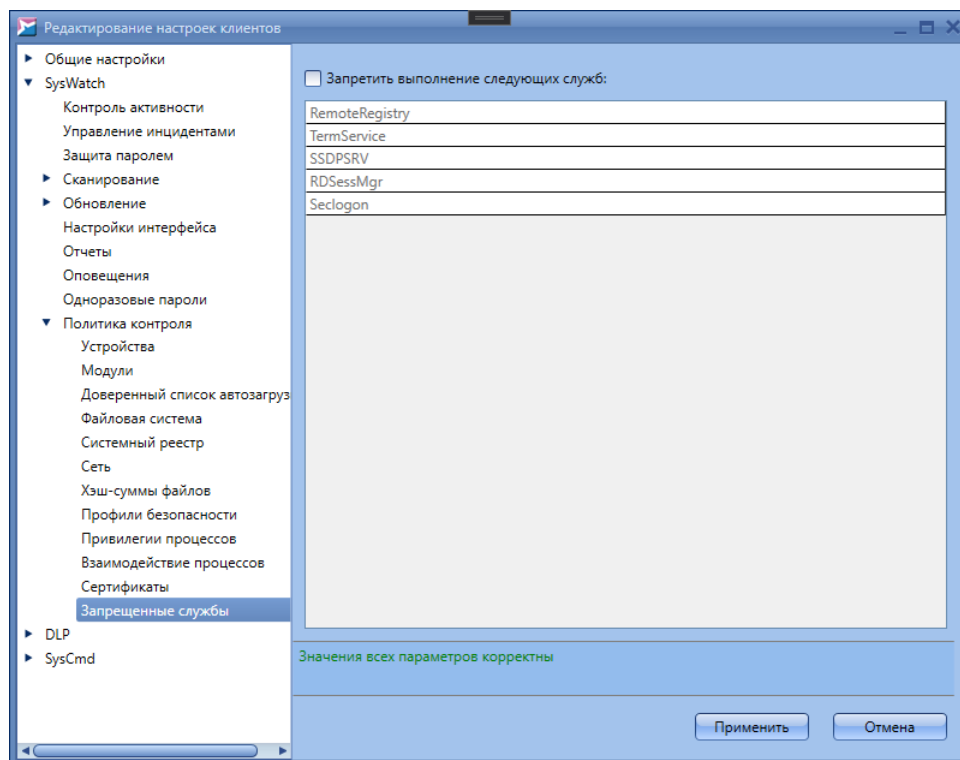 Редактирование настроек клиентов
Общие настройки
SysWatch
Контроль активности
Управление инцидентами
Защита паролем
Сканирование
Обновление
Настройки интерфейса
Отчеты
Оповещения
Одноразовые пароли
Политика контроля
Устройства
Модули
Доверенный список автозагруз
Файловая система
Системный реестр
Сеть
Хэш-суммы файлов
Профили безопасности
Привилегии процессов
Взаимодействие процессов
Сертификаты
Запрещенные службы
DLP
SysCmd
Запретить выполнение следующих служб:
RemoteRegistry
TermService
SSDPSRV
RDSessMgr
Seclogon
Значения всех параметров корректны
Применить
Отмена